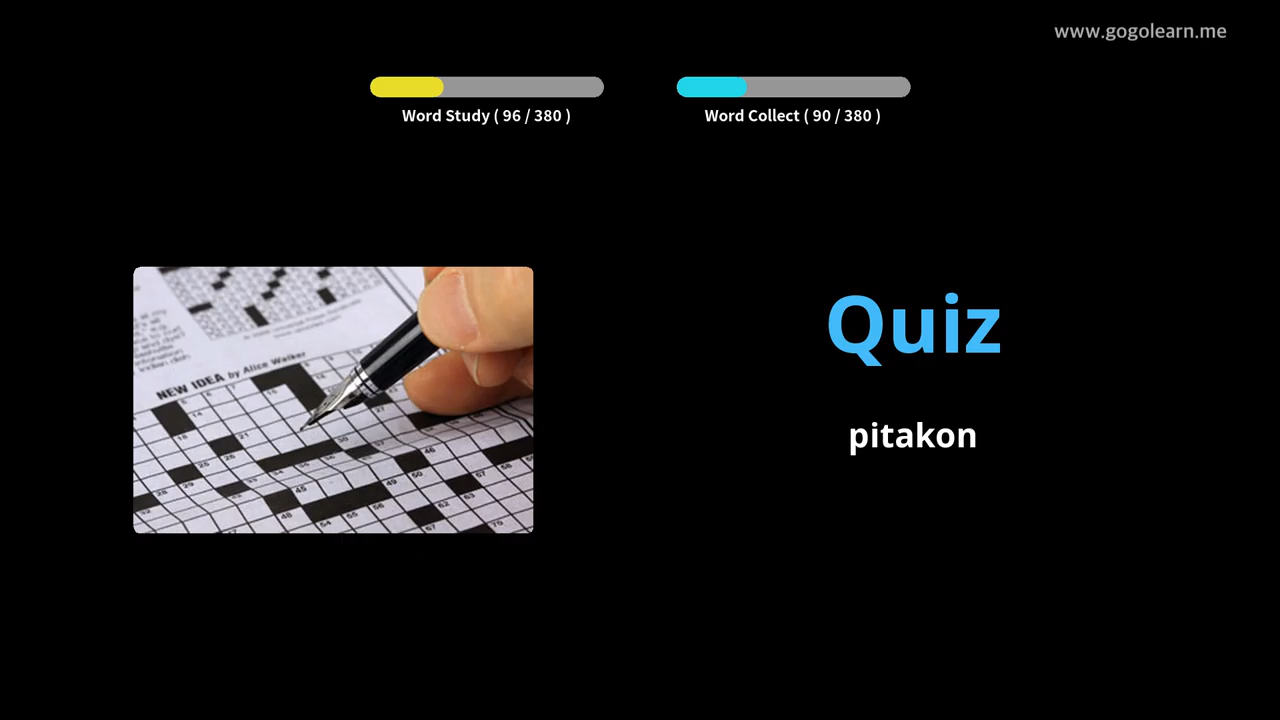 www.gogolearn.me
Word Study ( 96 / 380 )
Word Collect ( 90 / 380 )
NEW IDEA by Alice Walker
Quiz
pitakon